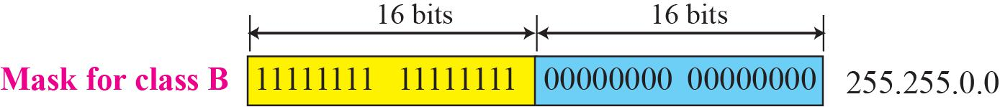 16 bits 16 bits
Mask for class B 11111111 11111111 00000000 00000000 255.255.0.0